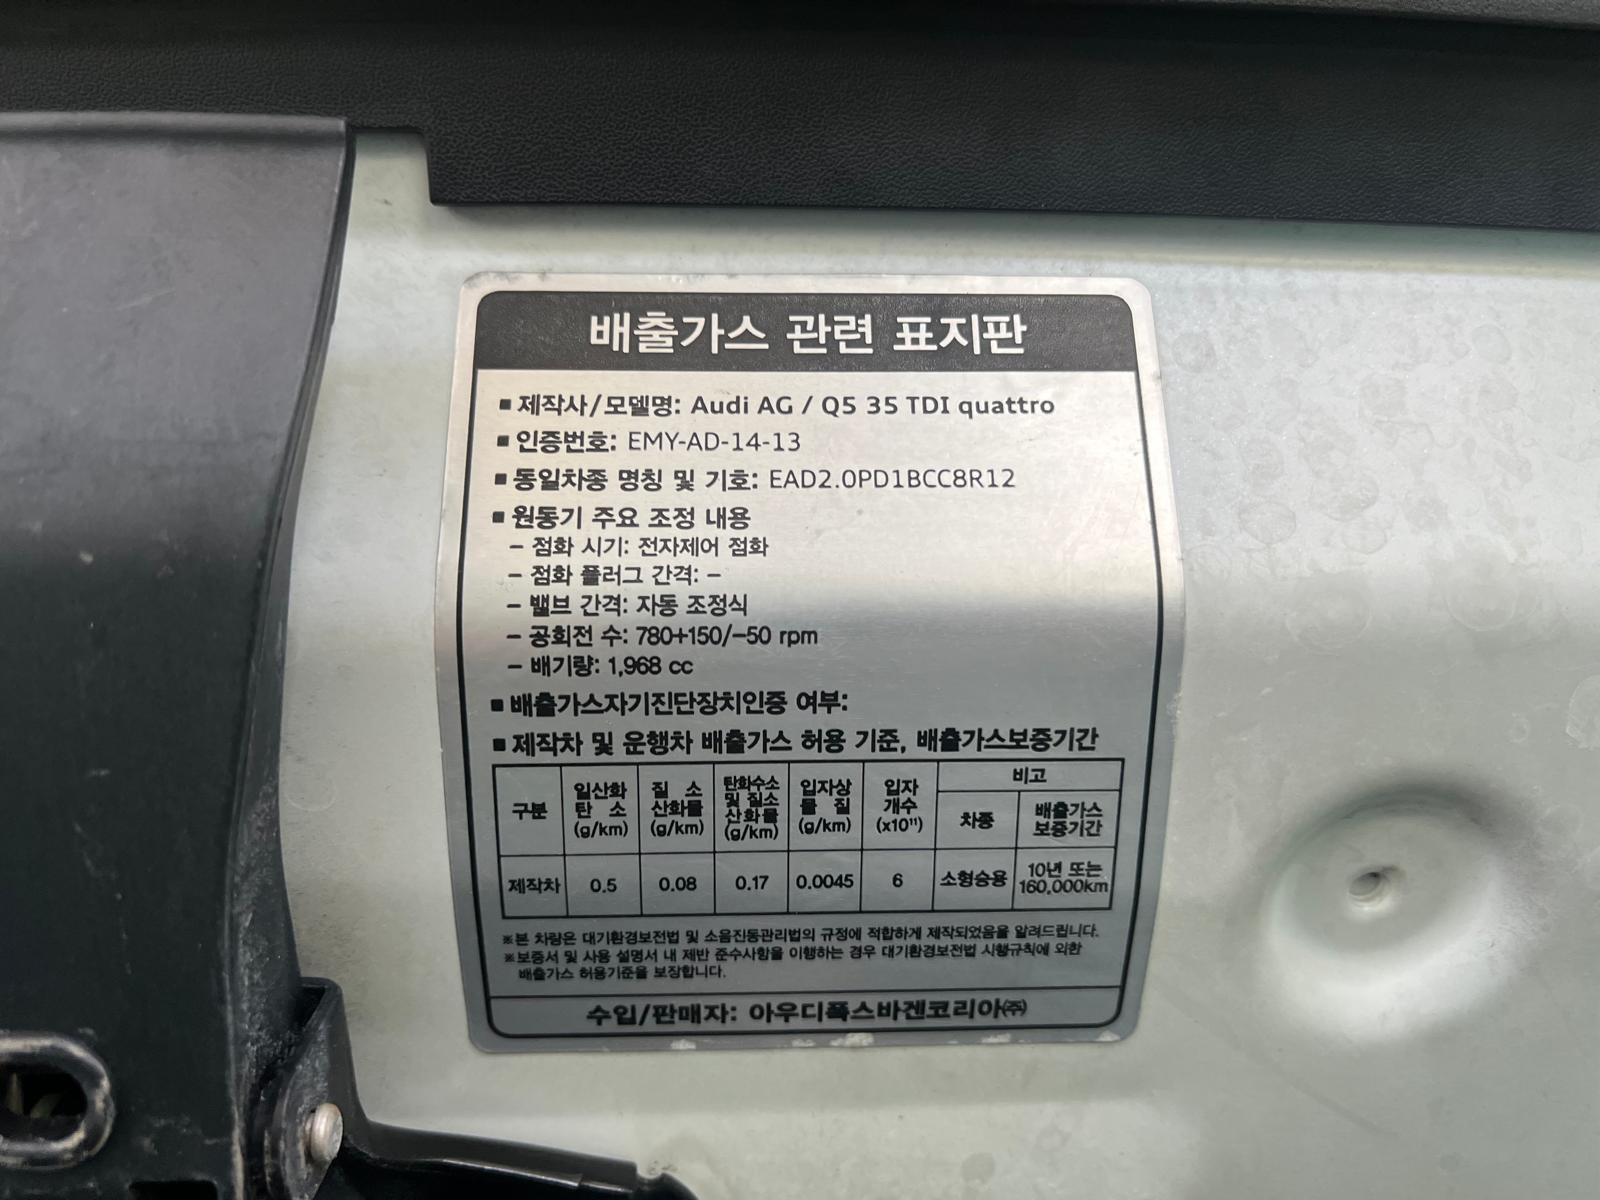 배출가스 관련 표지판
■ 제작사/모델명: Audi AG / Q5 35 TDI quattro
■ 인증번호: EMY-AD-14-13
■ 동일차종 명칭 및 기호: EAD2.0PD1BCC8R12
■ 원동기 주요 조정 내용
– 점화 시기: 전자제어 점화
– 점화 플러그 간격: –
– 밸브 간격: 자동 조정식
– 공회전 수: 780+150/–50 rpm
– 배기량: 1,968 cc
■ 배출가스자기진단장치인증 여부:
■ 제작차 및 운행차 배출가스 허용 기준, 배출가스보증기간
구분
일산화
탄 소
(g/km)
질 소
산화물
(g/km)
탄화수소
및 질소
산화물
(g/km)
입자상
물 질
(g/km)
입자
개수
(x10¹¹)
비고
차종
배출가스
보증기간
제작차 0.5 0.08 0.17 0.0045 6 소형승용
10년 또는
160,000km
※본 차량은 대기환경보전법 및 소음진동관리법의 규정에 적합하게 제작되었음을 알려드립니다.
※보증서 및 사용 설명서 내 제반 준수사항을 이행하는 경우 대기환경보전법 시행규칙에 의한
배출가스 허용기준을 보장합니다.
수입/판매자: 아우디폭스바겐코리아㈜